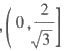 , ( 0 , 2/√3 ]